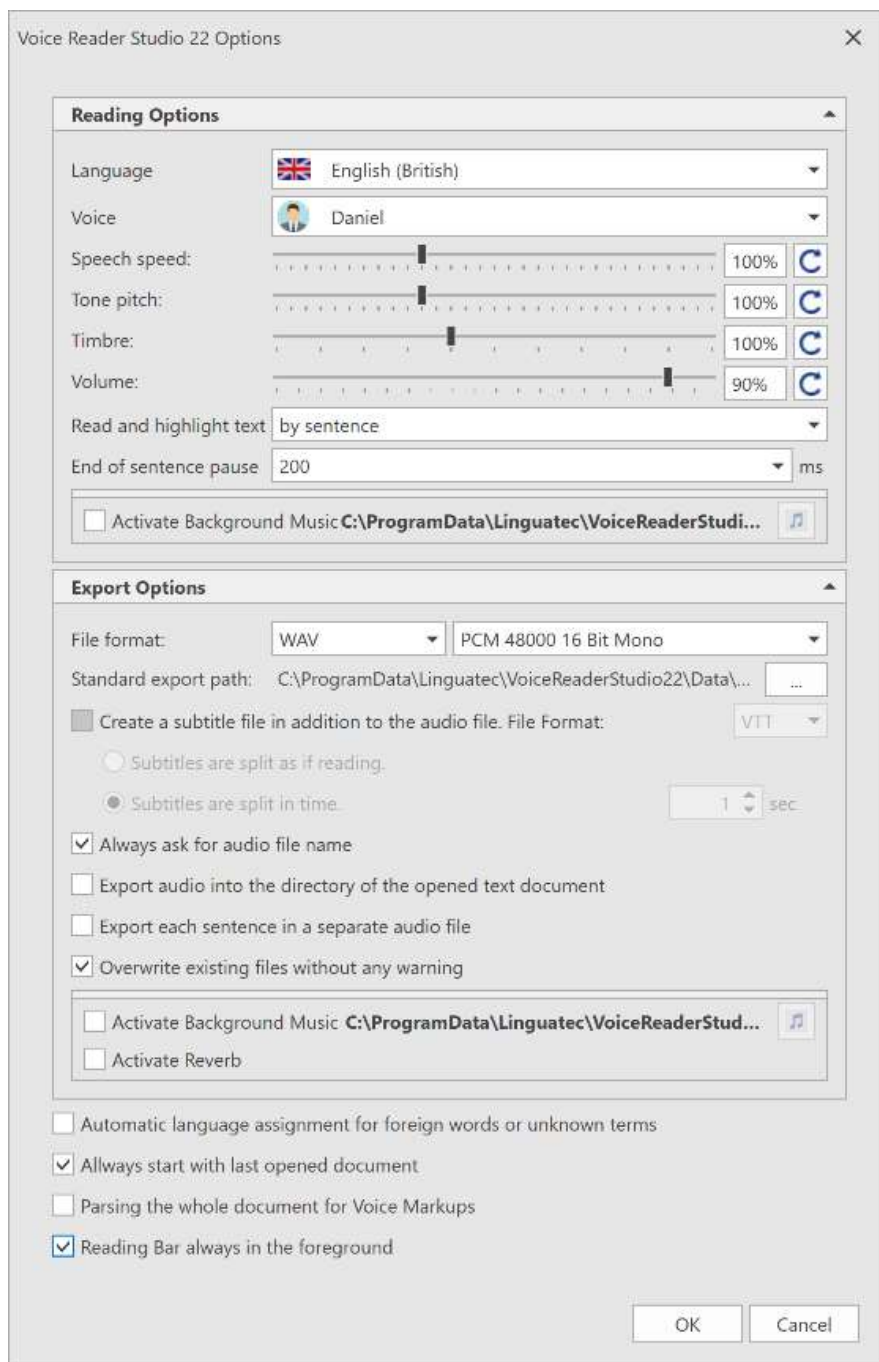 Voice Reader Studio 22 Options
Reading Options
Language English (British)
Voice Daniel
Speech speed: 100%
Tone pitch: 100%
Timbre: 100%
Volume: 90%
Read and highlight text by sentence
End of sentence pause 200 ms
Activate Background Music C:\ProgramData\Linguatec\VoiceReaderStudi...
Export Options
File format: WAV PCM 48000 16 Bit Mono
Standard export path: C:\ProgramData\Linguatec\VoiceReaderStudio22\Data\... ...
Create a subtitle file in addition to the audio file. File Format: VTT
Subtitles are split as if reading.
Subtitles are split in time. 1 sec
Always ask for audio file name
Export audio into the directory of the opened text document
Export each sentence in a separate audio file
Overwrite existing files without any warning
Activate Background Music C:\ProgramData\Linguatec\VoiceReaderStud...
Activate Reverb
Automatic language assignment for foreign words or unknown terms
Allways start with last opened document
Parsing the whole document for Voice Markups
Reading Bar always in the foreground
OK Cancel